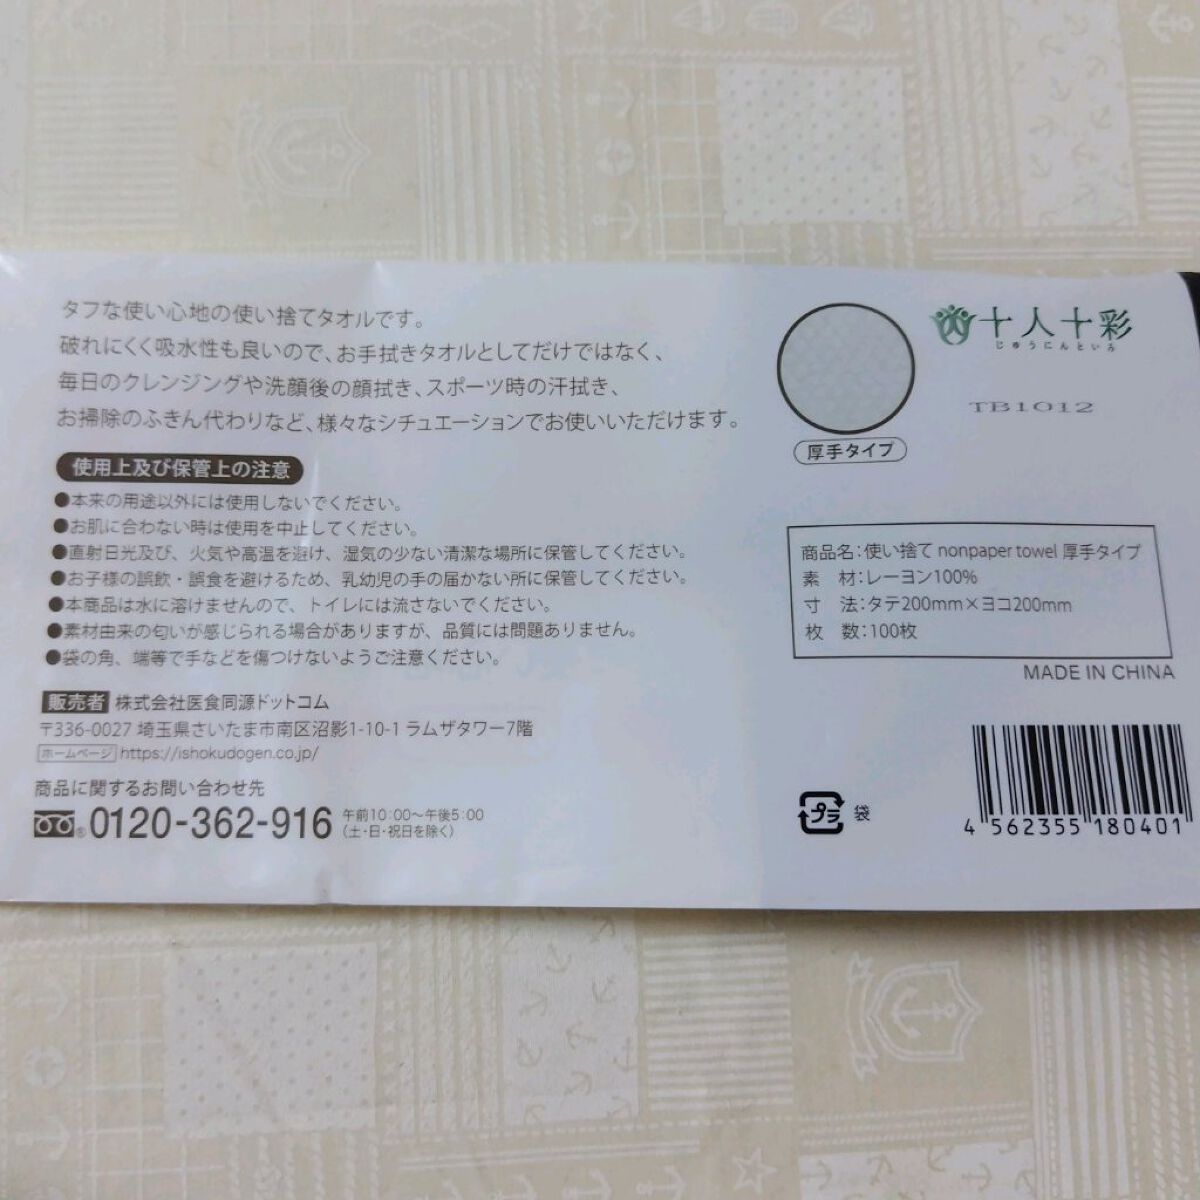 タフな使い心地の使い捨てタオルです。
破れにくく吸水性も良いので、お手拭きタオルとしてだけではなく、
毎日のクレンジングや洗顔後の顔拭き、スポーツ時の汗拭き、
お掃除のふきん代わりなど、様々なシチュエーションでお使いいただけます。
使用上及び保管上の注意
●本来の用途以外には使用しないでください。
●お肌に合わない時は使用を中止してください。
●直射日光及び、火気や高温を避け、湿気の少ない清潔な場所に保管してください。
●お子様の誤飲・誤食を避けるため、乳幼児の手の届かない所に保管してください。
●本商品は水に溶けませんので、トイレには流さないでください。
●素材由来の匂いが感じられる場合がありますが、品質には問題ありません。
●袋の角、端等で手などを傷つけないようご注意ください。
販売者 株式会社医食同源ドットコム
〒336-0027 埼玉県さいたま市南区沼影1-10-1 ラムザタワー7階
ホームページ https://ishokudogen.co.jp/
商品に関するお問い合わせ先
®0120-362-916 午前10:00〜午後5:00
(土・日・祝日を除く)
厚手タイプ
十人十彩
じゅうにんといろ
TB1012
商品名:使い捨て nonpaper towel 厚手タイプ
素 材:レーヨン100%
寸 法:タテ200mm×ヨコ200mm
枚 数:100枚
MADE IN CHINA
プラ 袋
4 562355 180401